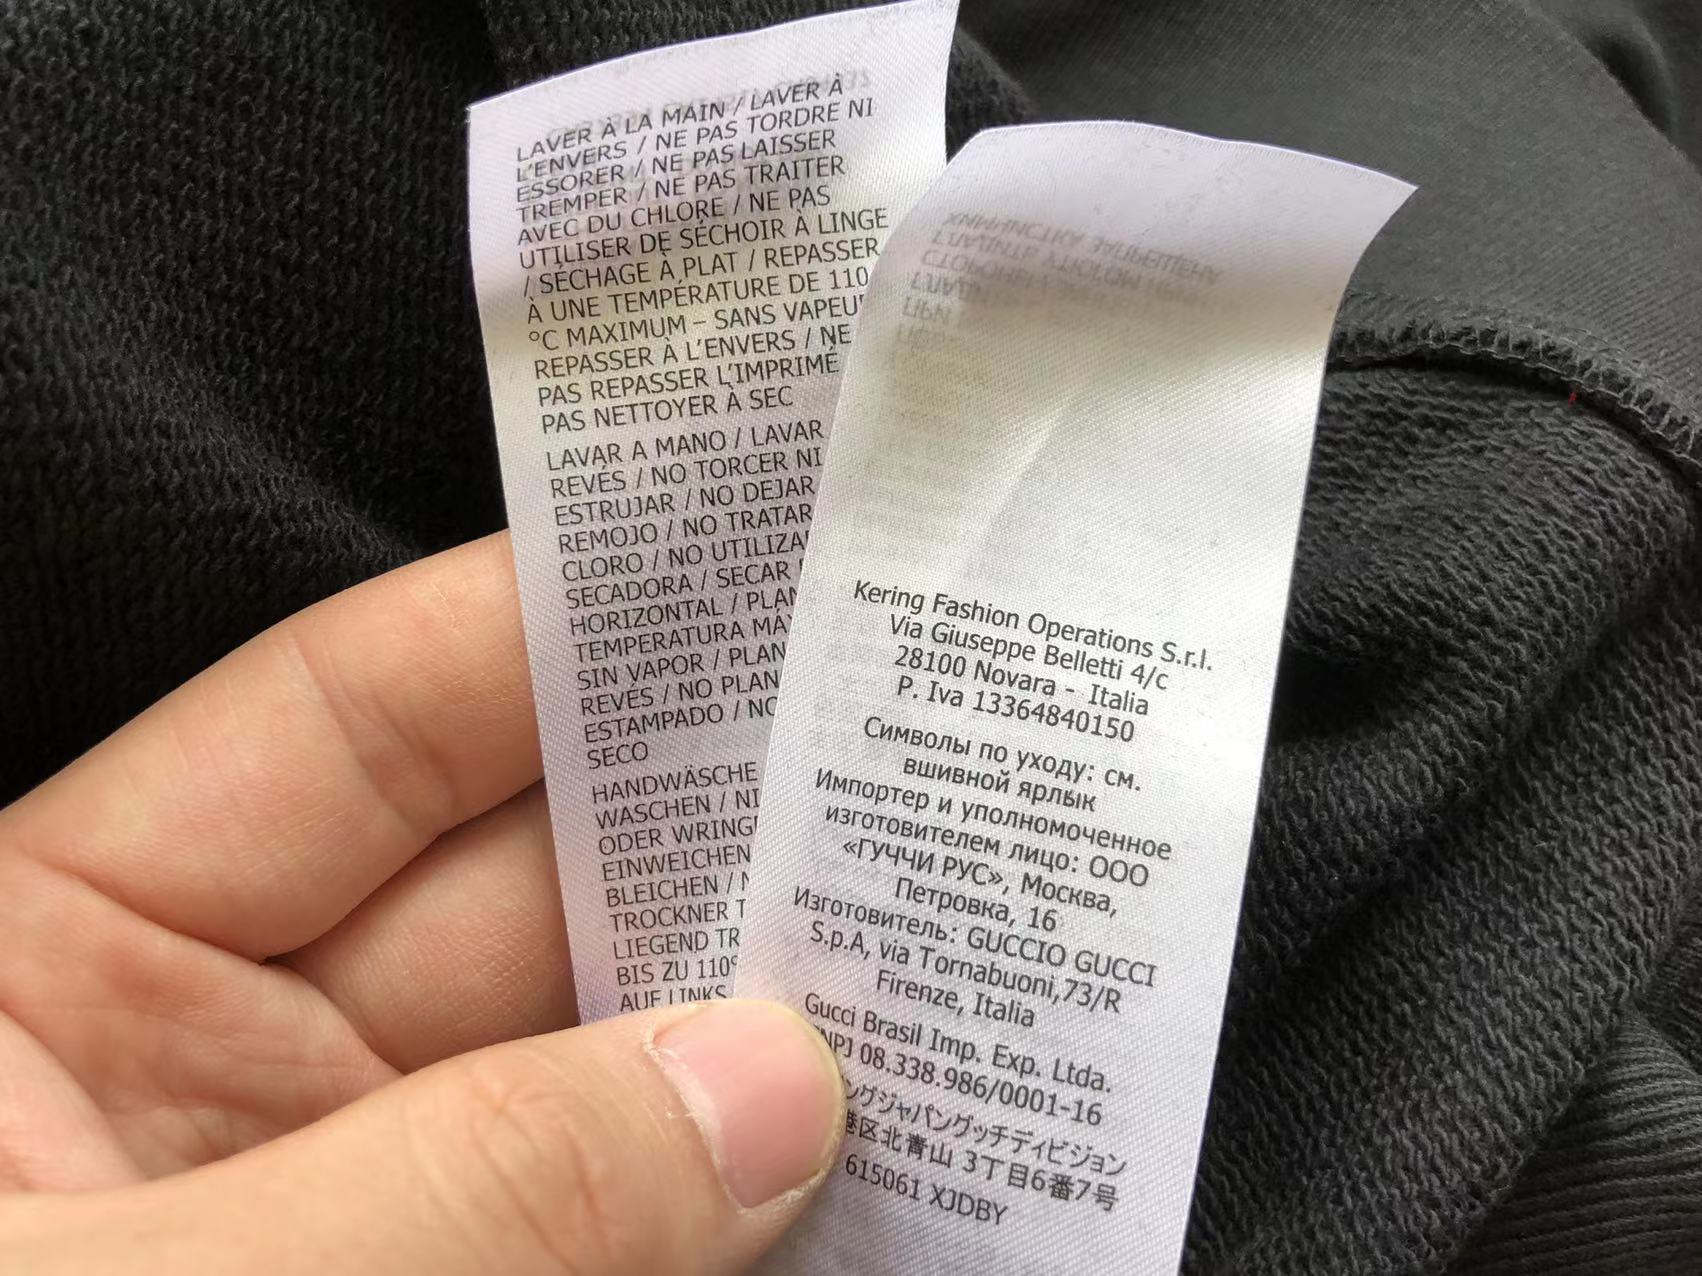 LAVER À LA MAIN / LAVER À
L'ENVERS / NE PAS TORDRE NI
ESSORER / NE PAS LAISSER
TREMPER / NE PAS TRAITER
AVEC DU CHLORE / NE PAS
UTILISER DE SÉCHOIR À LINGE
/ SÉCHAGE À PLAT / REPASSER
À UNE TEMPÉRATURE DE 110
°C MAXIMUM – SANS VAPEU
REPASSER À L'ENVERS / NE
PAS REPASSER L'IMPRIMÉ
PAS NETTOYER À SEC
LAVAR A MANO / LAVAR
REVÉS / NO TORCER NI
ESTRUJAR / NO DEJAR
REMOJO / NO TRATAR
CLORO / NO UTILIZA
SECADORA / SECAR
HORIZONTAL / PLAN
TEMPERATURA MÁ
SIN VAPOR / PLAN
REVÉS / NO PLAN
ESTAMPADO / NO
SECO
HANDWÄSCHE
WASCHEN / NI
ODER WRING
EINWEICHEN
BLEICHEN / N
TROCKNER T
LIEGEND TR
BIS ZU 110°
AUF LINKS
Kering Fashion Operations S.r.l.
Via Giuseppe Belletti 4/c
28100 Novara - Italia
P. Iva 13364840150
Символы по уходу: см.
вшивной ярлык
Импортер и уполномоченное
изготовителем лицо: ООО
«ГУЧЧИ РУС», Москва,
Петровка, 16
Изготовитель: GUCCIO GUCCI
S.p.A, via Tornabuoni,73/R
Firenze, Italia
Gucci Brasil Imp. Exp. Ltda.
NPJ 08.338.986/0001-16
ングジャパングッチディビジョン
港区北青山 3丁目6番7号
615061 XJDBY